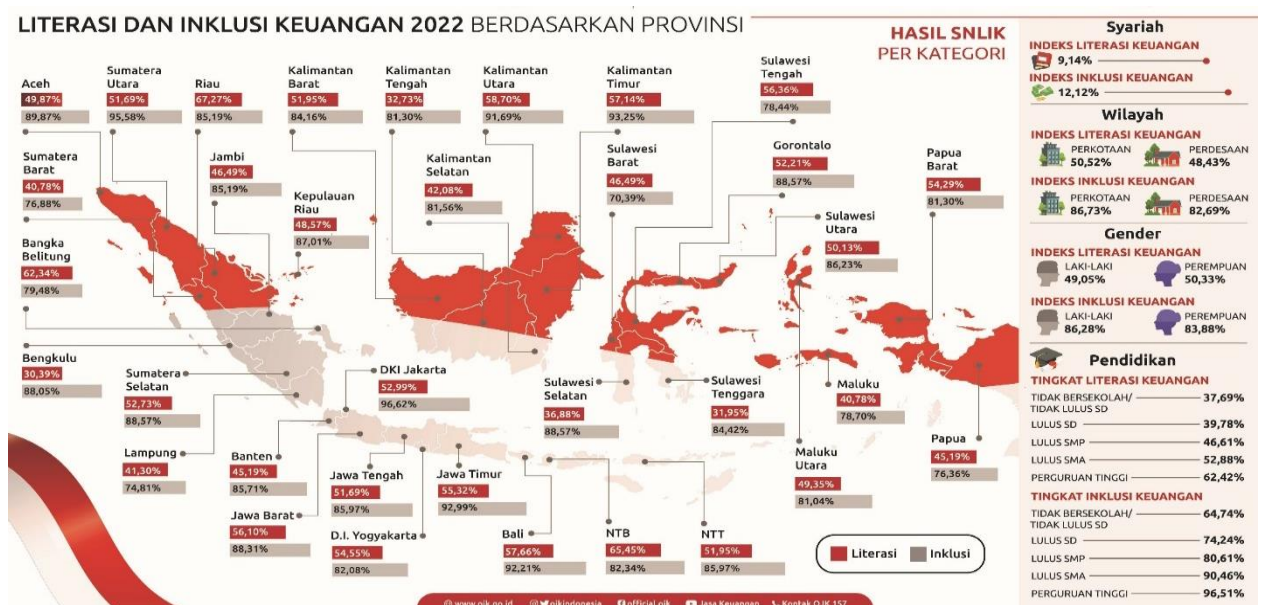 LITERASI DAN INKLUSI KEUANGAN 2022 BERDASARKAN PROVINSI
HASIL SNLIK
PER KATEGORI
Aceh
49,87%
89,87%
Sumatera
Utara
51,69%
95,58%
Riau
67,27%
85,19%
Kalimantan
Barat
51,95%
84,16%
Kalimantan
Tengah
32,73%
81,30%
Kalimantan
Utara
58,70%
91,69%
Kalimantan
Timur
57,14%
93,25%
Sulawesi
Tengah
56,36%
78,44%
Sumatera
Barat
40,78%
76,88%
Jambi
46,49%
85,19%
Kepulauan
Riau
48,57%
87,01%
Kalimantan
Selatan
42,08%
81,56%
Sulawesi
Barat
46,49%
70,39%
Gorontalo
52,21%
88,57%
Papua
Barat
54,29%
81,30%
Sulawesi
Utara
50,13%
86,23%
Bangka
Belitung
62,34%
79,48%
Bengkulu
30,39%
88,05%
Sumatera
Selatan
52,73%
88,57%
DKI Jakarta
52,99%
96,62%
Sulawesi
Selatan
36,88%
88,57%
Sulawesi
Tenggara
31,95%
84,42%
Maluku
40,78%
78,70%
Papua
45,19%
76,36%
Lampung
41,30%
74,81%
Banten
45,19%
85,71%
Jawa Tengah
51,69%
85,97%
Jawa Timur
55,32%
92,99%
Maluku
Utara
49,35%
81,04%
Jawa Barat
56,10%
88,31%
D.I. Yogyakarta
54,55%
82,08%
Bali
57,66%
92,21%
NTB
65,45%
82,34%
NTT
51,95%
85,97%
Literasi Inklusi
www.ojk.go.id @ojkindonesia official.ojk Jasa Keuangan Kontak OJK 157
Syariah
INDEKS LITERASI KEUANGAN
9,14%
INDEKS INKLUSI KEUANGAN
12,12%
Wilayah
INDEKS LITERASI KEUANGAN
PERKOTAAN PERDESAAN
50,52% 48,43%
INDEKS INKLUSI KEUANGAN
PERKOTAAN PERDESAAN
86,73% 82,69%
Gender
INDEKS LITERASI KEUANGAN
LAKI-LAKI PEREMPUAN
49,05% 50,33%
INDEKS INKLUSI KEUANGAN
LAKI-LAKI PEREMPUAN
86,28% 83,88%
Pendidikan
TINGKAT LITERASI KEUANGAN
TIDAK BERSEKOLAH/
TIDAK LULUS SD 37,69%
LULUS SD 39,78%
LULUS SMP 46,61%
LULUS SMA 52,88%
PERGURUAN TINGGI 62,42%
TINGKAT INKLUSI KEUANGAN
TIDAK BERSEKOLAH/
TIDAK LULUS SD 64,74%
LULUS SD 74,24%
LULUS SMP 80,61%
LULUS SMA 90,46%
PERGURUAN TINGGI 96,51%